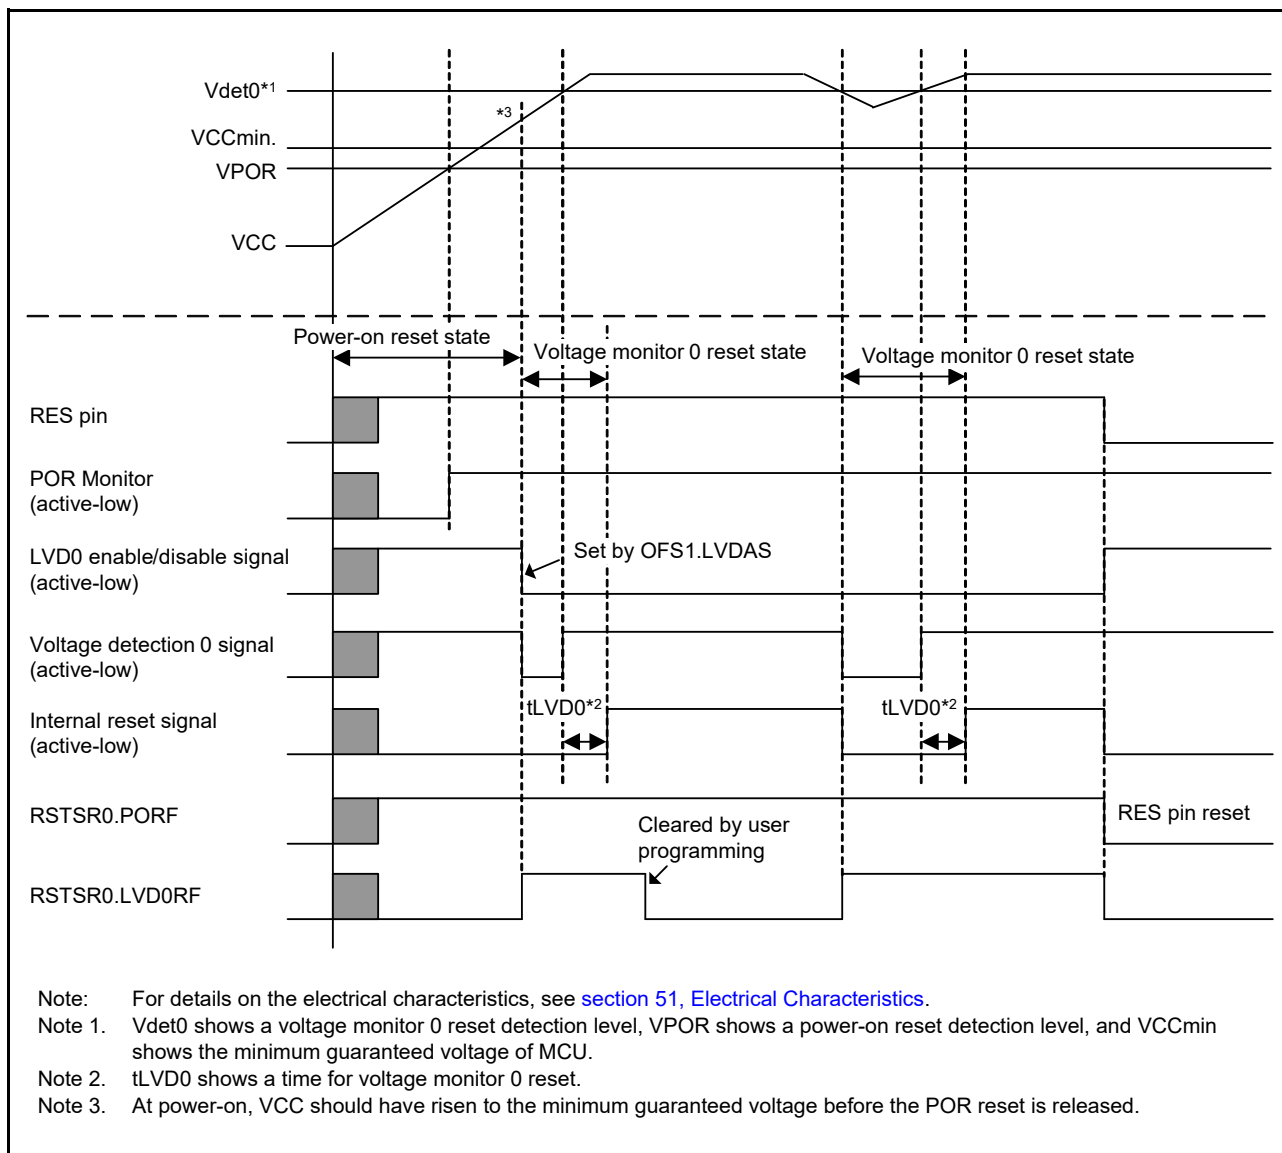 Vdet0*1
*3
VCCmin.
VPOR
VCC
Power-on reset state
Voltage monitor 0 reset state
Voltage monitor 0 reset state
RES pin
POR Monitor
(active-low)
LVD0 enable/disable signal
(active-low)
Set by OFS1.LVDAS
Voltage detection 0 signal
(active-low)
tLVD0*2
tLVD0*2
Internal reset signal
(active-low)
RSTSR0.PORF
RES pin reset
Cleared by user
programming
RSTSR0.LVD0RF
Note: For details on the electrical characteristics, see section 51, Electrical Characteristics.
Note 1. Vdet0 shows a voltage monitor 0 reset detection level, VPOR shows a power-on reset detection level, and VCCmin
shows the minimum guaranteed voltage of MCU.
Note 2. tLVD0 shows a time for voltage monitor 0 reset.
Note 3. At power-on, VCC should have risen to the minimum guaranteed voltage before the POR reset is released.